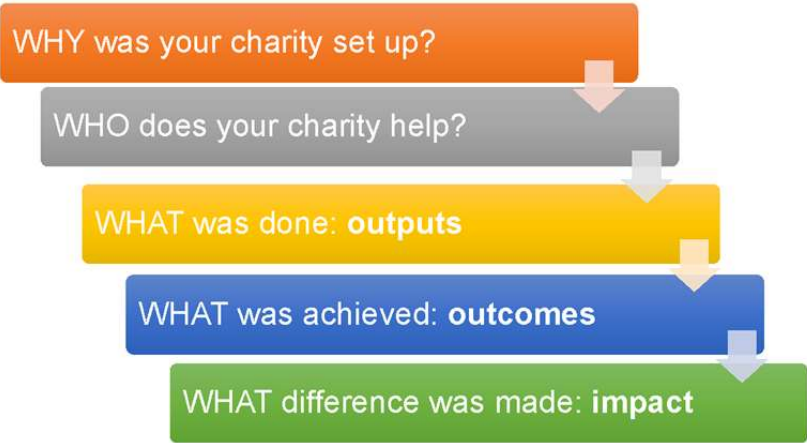 WHY was your charity set up?
WHO does your charity help?
WHAT was done: outputs
WHAT was achieved: outcomes
WHAT difference was made: impact